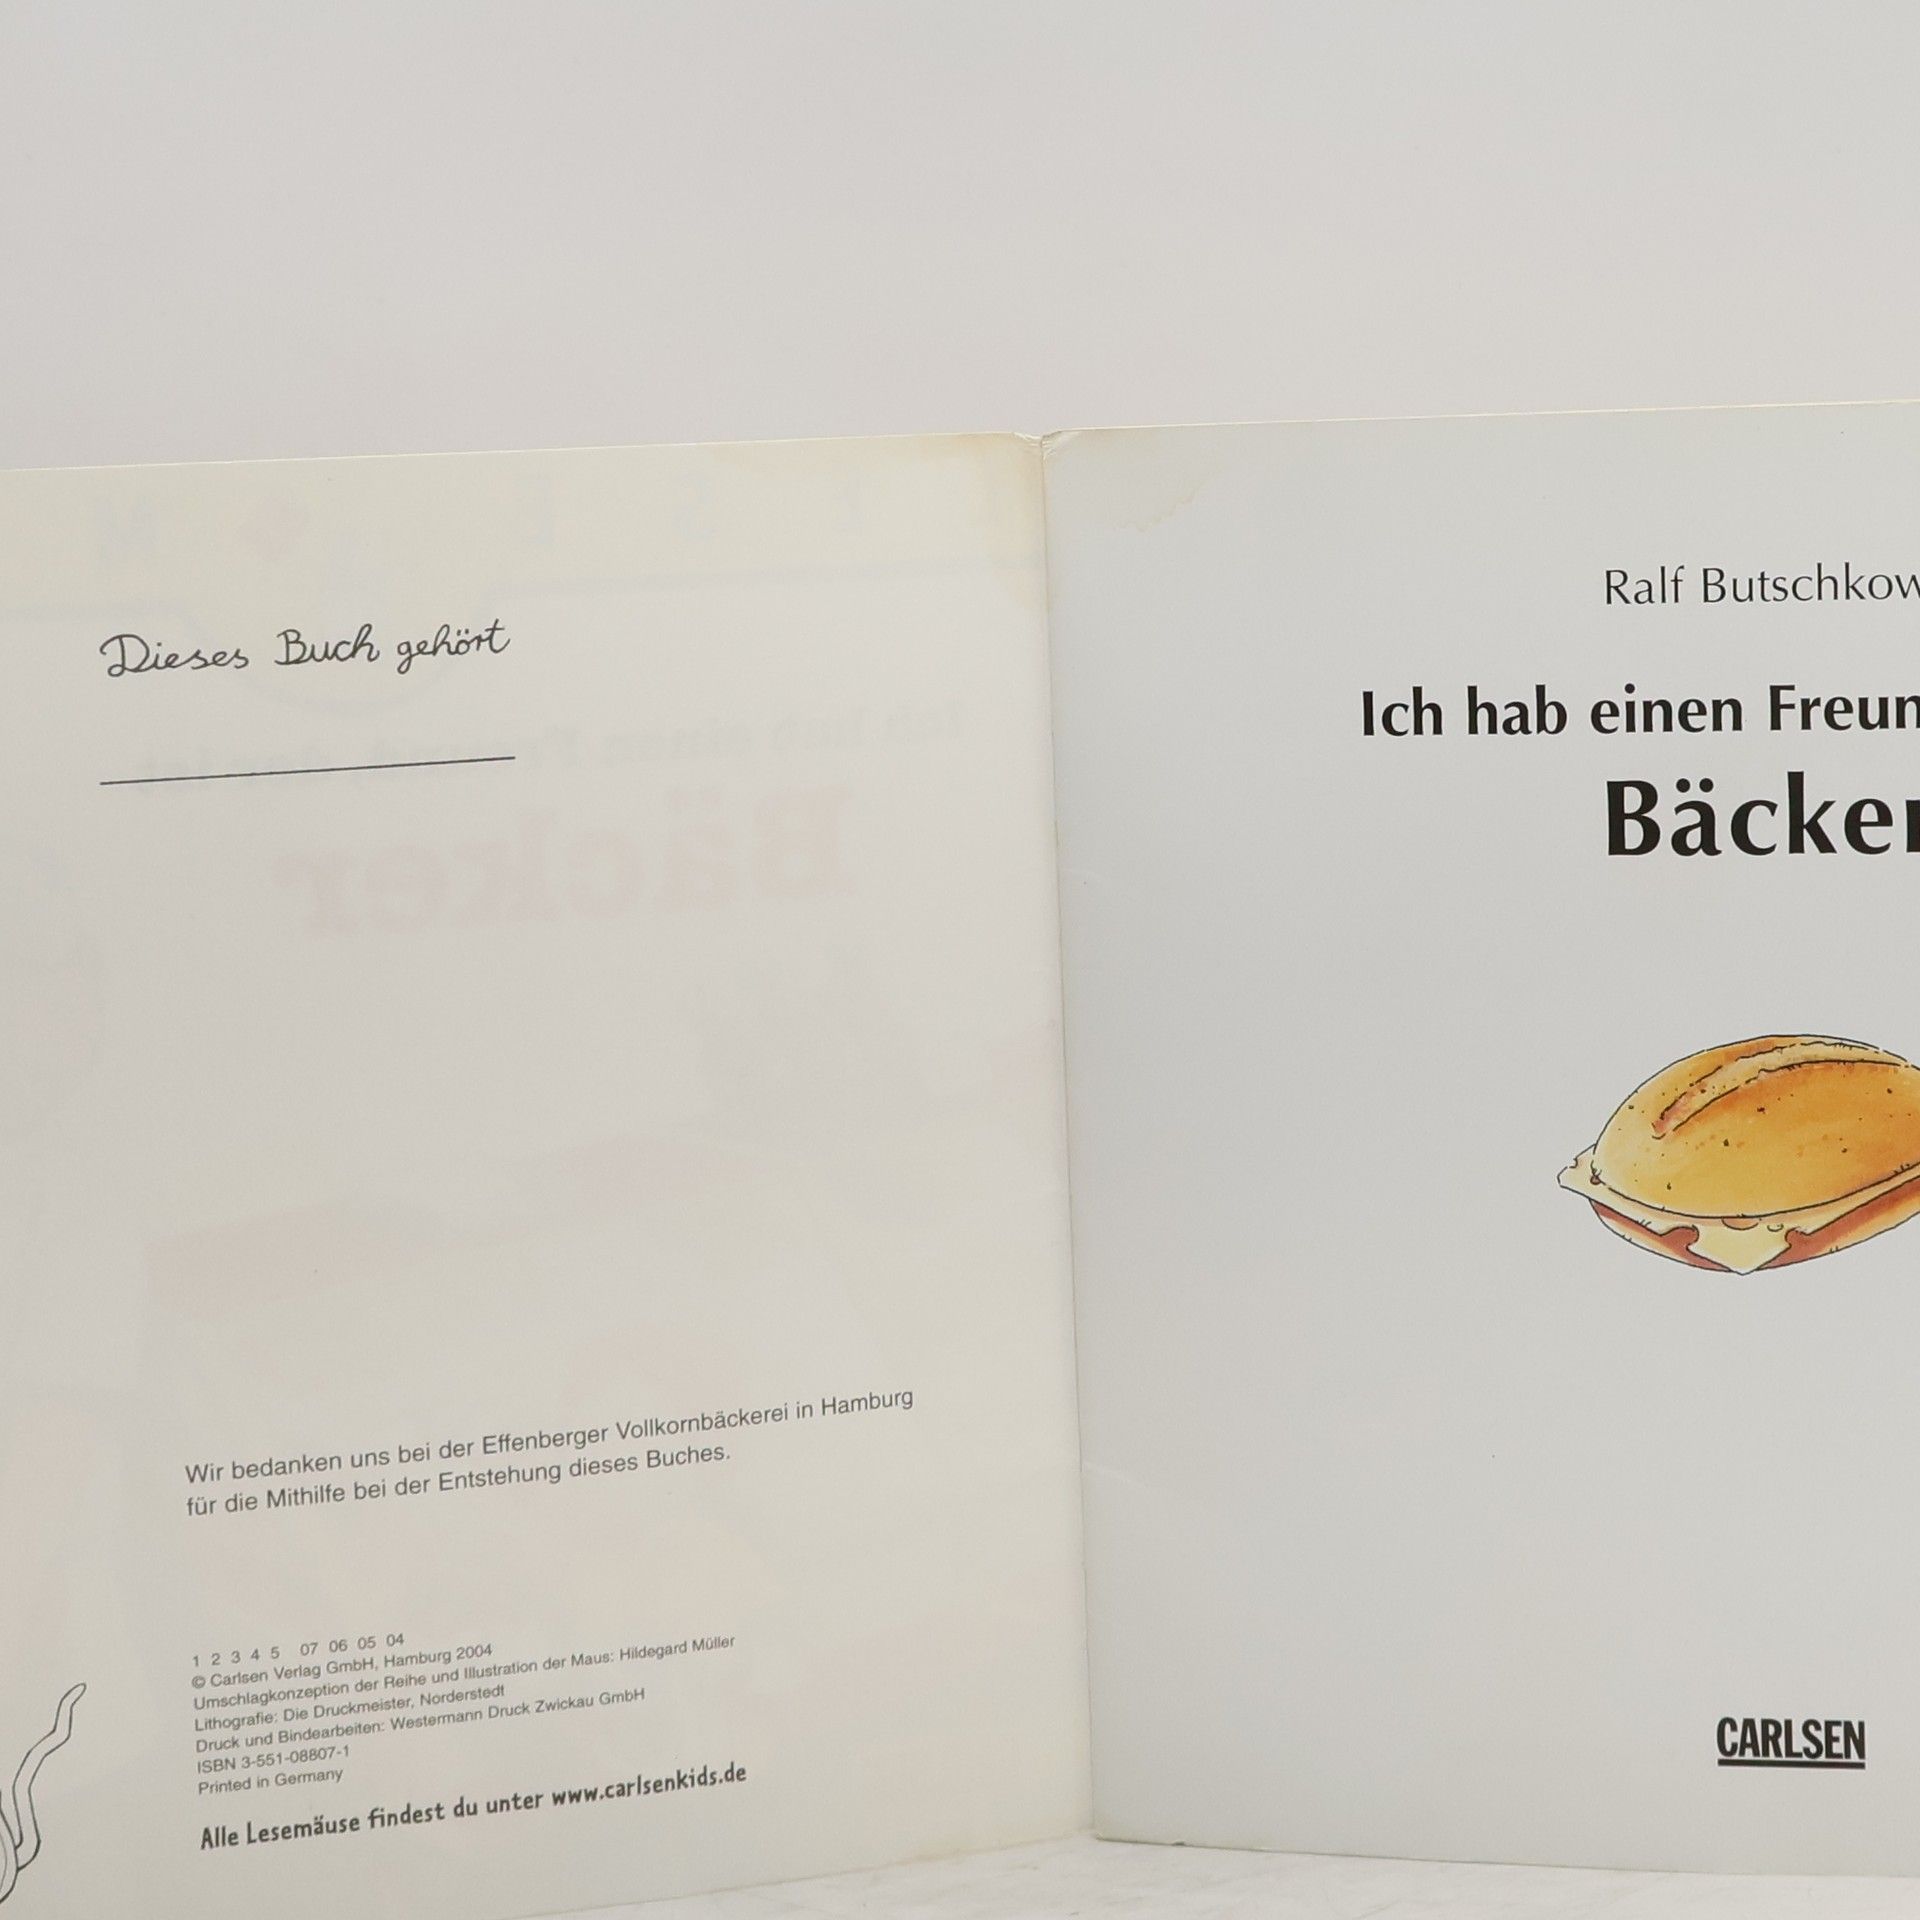 Dieses Buch gehört
Wir bedanken uns bei der Effenberger Vollkornbäckerei in Hamburg
für die Mithilfe bei der Entstehung dieses Buches.
1 2 3 4 5 07 06 05 04
© Carlsen Verlag GmbH, Hamburg 2004
Umschlagkonzeption der Reihe und Illustration der Maus: Hildegard Müller
Lithografie: Die Druckmeister, Norderstedt
Druck und Bindearbeiten: Westermann Druck Zwickau GmbH
ISBN 3-551-08807-1
Printed in Germany
Alle Lesemäuse findest du unter www.carlsenkids.de
Ralf Butschkow
Ich hab einen Freun
Bäcker
CARLSEN